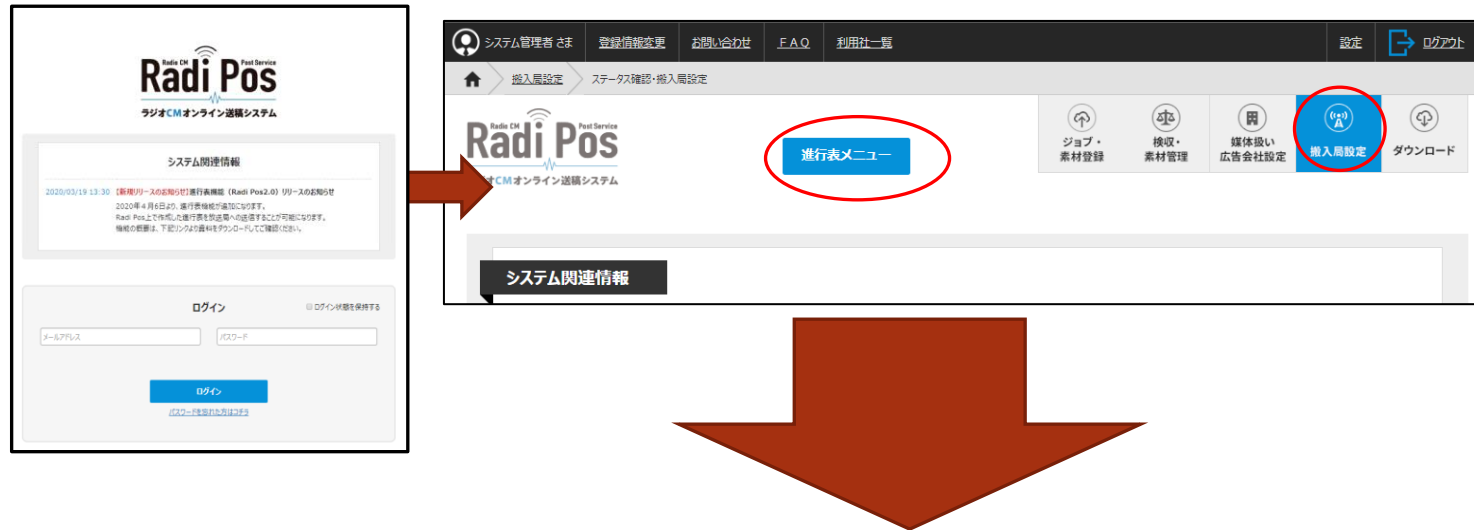 Radio CM Post Service
Radi Pos
ラジオCMオンライン送稿システム
システム関連情報
2020/03/19 13:30 【新規リリースのお知らせ】進行表機能（Radi Pos2.0）リリースのお知らせ
2020年4月6日より、進行表機能が追加になります。
Radi Pos上で作成した進行表を放送局への送信することが可能になります。
機能の概要は、下記リンクより資料をダウンロードしてご確認ください。
ログイン
ログイン状態を保持する
メールアドレス
パスワード
ログイン
パスワードを忘れた方はコチラ
システム管理者 さま 登録情報変更 お問い合わせ FAQ 利用社一覧 設定 ログアウト
搬入局設定 ステータス確認・搬入局設定
Radio CM Post Service
Radi Pos
オCMオンライン送稿システム
進行表メニュー
ジョブ・
素材登録
検収・
素材管理
媒体扱い
広告会社設定
搬入局設定
ダウンロード
システム関連情報